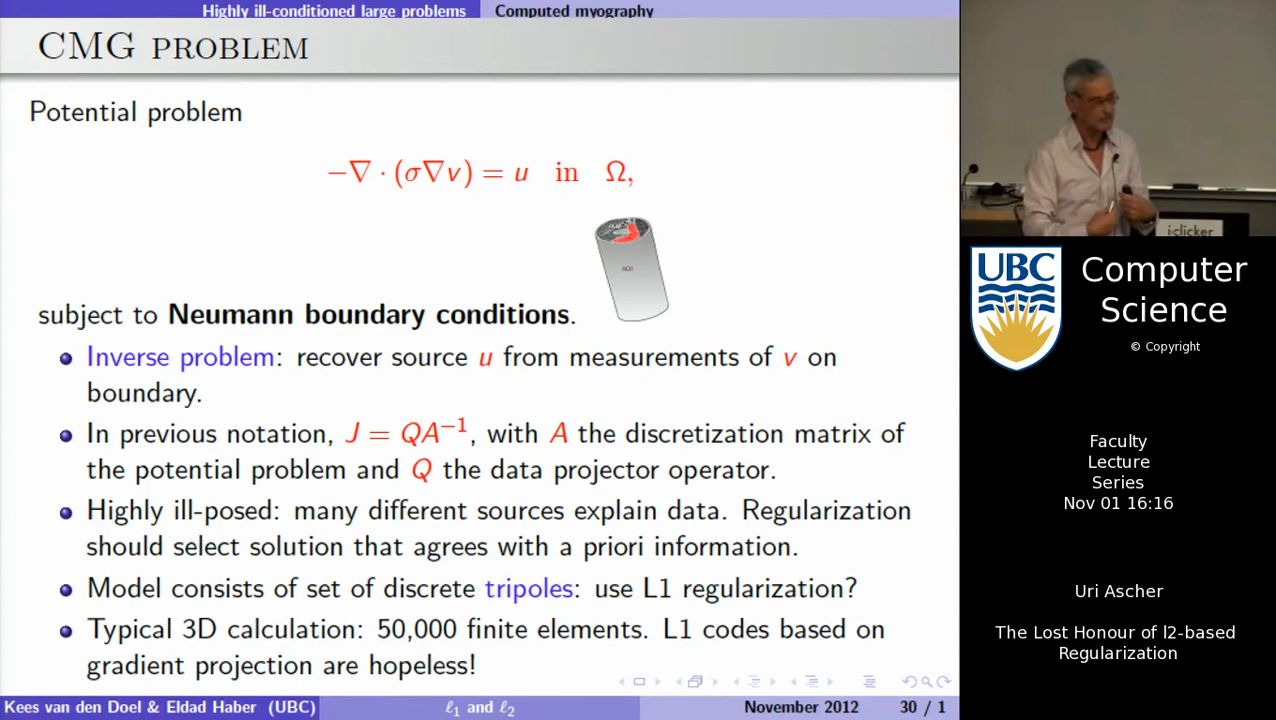 Highly ill-conditioned large problems Computed myography
CMG PROBLEM
Potential problem
−∇ · (σ∇v) = u in Ω,
subject to Neumann boundary conditions.
Inverse problem: recover source u from measurements of v on
boundary.
In previous notation, J = QA⁻¹, with A the discretization matrix of
the potential problem and Q the data projector operator.
Highly ill-posed: many different sources explain data. Regularization
should select solution that agrees with a priori information.
Model consists of set of discrete tripoles: use L1 regularization?
Typical 3D calculation: 50,000 finite elements. L1 codes based on
gradient projection are hopeless!
Kees van den Doel & Eldad Haber (UBC) ℓ₁ and ℓ₂ November 2012 30 / 1
i-clicker
UBC
Computer
Science
© Copyright
Faculty
Lecture
Series
Nov 01 16:16
Uri Ascher
The Lost Honour of l2-based
Regularization